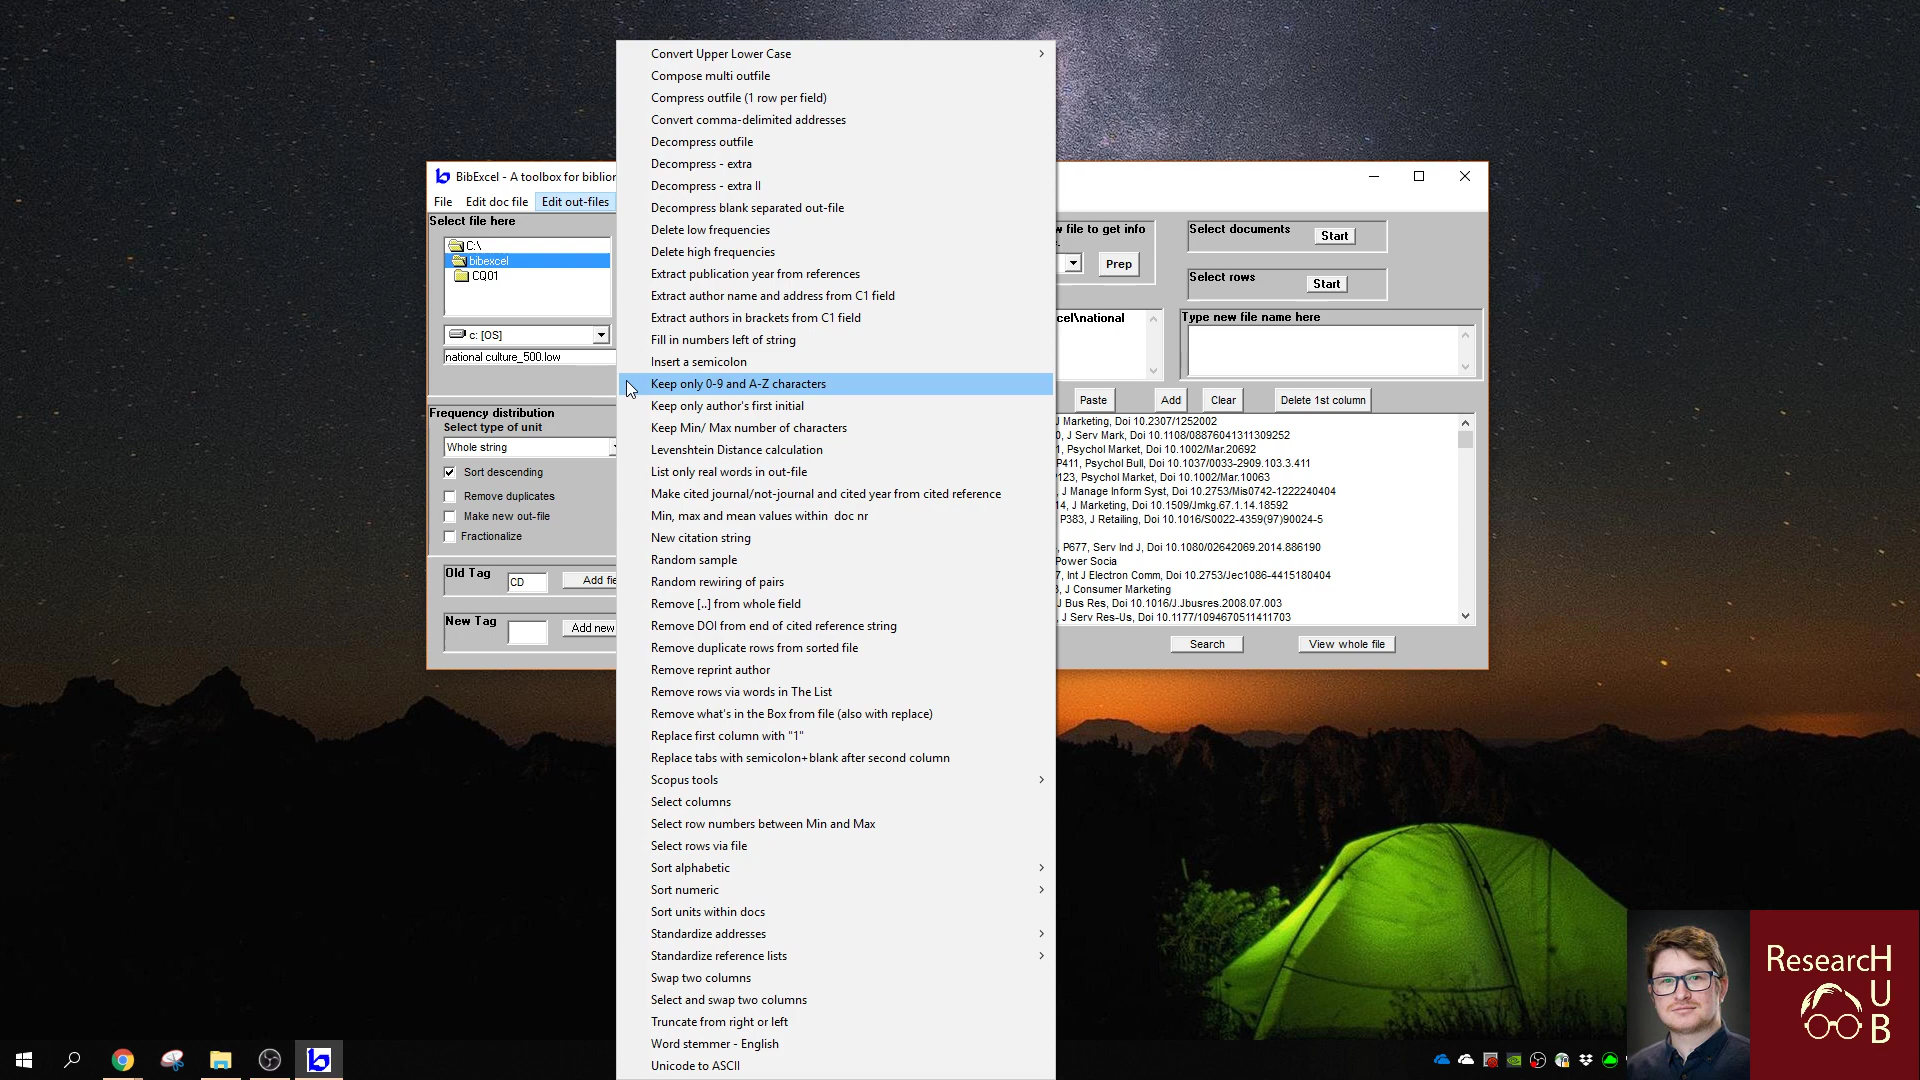 Convert Upper Lower Case
Compose multi outfile
Compress outfile (1 row per field)
Convert comma-delimited addresses
Decompress outfile
Decompress - extra
Decompress - extra II
Decompress blank separated out-file
Delete low frequencies
Delete high frequencies
Extract publication year from references
Extract author name and address from C1 field
Extract authors in brackets from C1 field
Fill in numbers left of string
Insert a semicolon
Keep only 0-9 and A-Z characters
Keep only author's first initial
Keep Min/ Max number of characters
Levenshtein Distance calculation
List only real words in out-file
Make cited journal/not-journal and cited year from cited reference
Min, max and mean values within doc nr
New citation string
Random sample
Random rewiring of pairs
Remove [..] from whole field
Remove DOI from end of cited reference string
Remove duplicate rows from sorted file
Remove reprint author
Remove rows via words in The List
Remove what's in the Box from file (also with replace)
Replace first column with "1"
Replace tabs with semicolon+blank after second column
Scopus tools
Select columns
Select row numbers between Min and Max
Select rows via file
Sort alphabetic
Sort numeric
Sort units within docs
Standardize addresses
Standardize reference lists
Swap two columns
Select and swap two columns
Truncate from right or left
Word stemmer - English
Unicode to ASCII
BibExcel - A toolbox for
File Edit doc file Edit out-files
Select file here
C:\
bibexcel
CQ01
c: [OS]
national culture_500.low
Frequency distribution
Select type of unit
Whole string
Sort descending
Remove duplicates
Make new out-file
Fractionalize
Old Tag
CD
Add
New Tag
Add new
file to get info
Prep
Select documents
Start
Select rows
Start
national
Type new file name here
Paste
Add
Clear
Delete 1st column
J Marketing, Doi 10.2307/1252002
, J Serv Mark, Doi 10.1108/08876041311309252
, Psychol Market, Doi 10.1002/Mar.20692
P411, Psychol Bull, Doi 10.1037/0033-2909.103.3.411
, Psychol Market, Doi 10.1002/Mar.10063
, J Manage Inform Syst, Doi 10.2753/Mis0742-1222240404
, J Marketing, Doi 10.1509/Jmkg.67.1.14.18592
P383, J Retailing, Doi 10.1016/S0022-4359(97)90024-5
, P677, Serv Ind J, Doi 10.1080/02642069.2014.886190
Power Socia
, Int J Electron Comm, Doi 10.2753/Jec1086-4415180404
, J Consumer Marketing
J Bus Res, Doi 10.1016/J.Jbusres.2008.07.003
, J Serv Res-Us, Doi 10.1177/1094670511411703
Search
View whole file
ResearcHUB